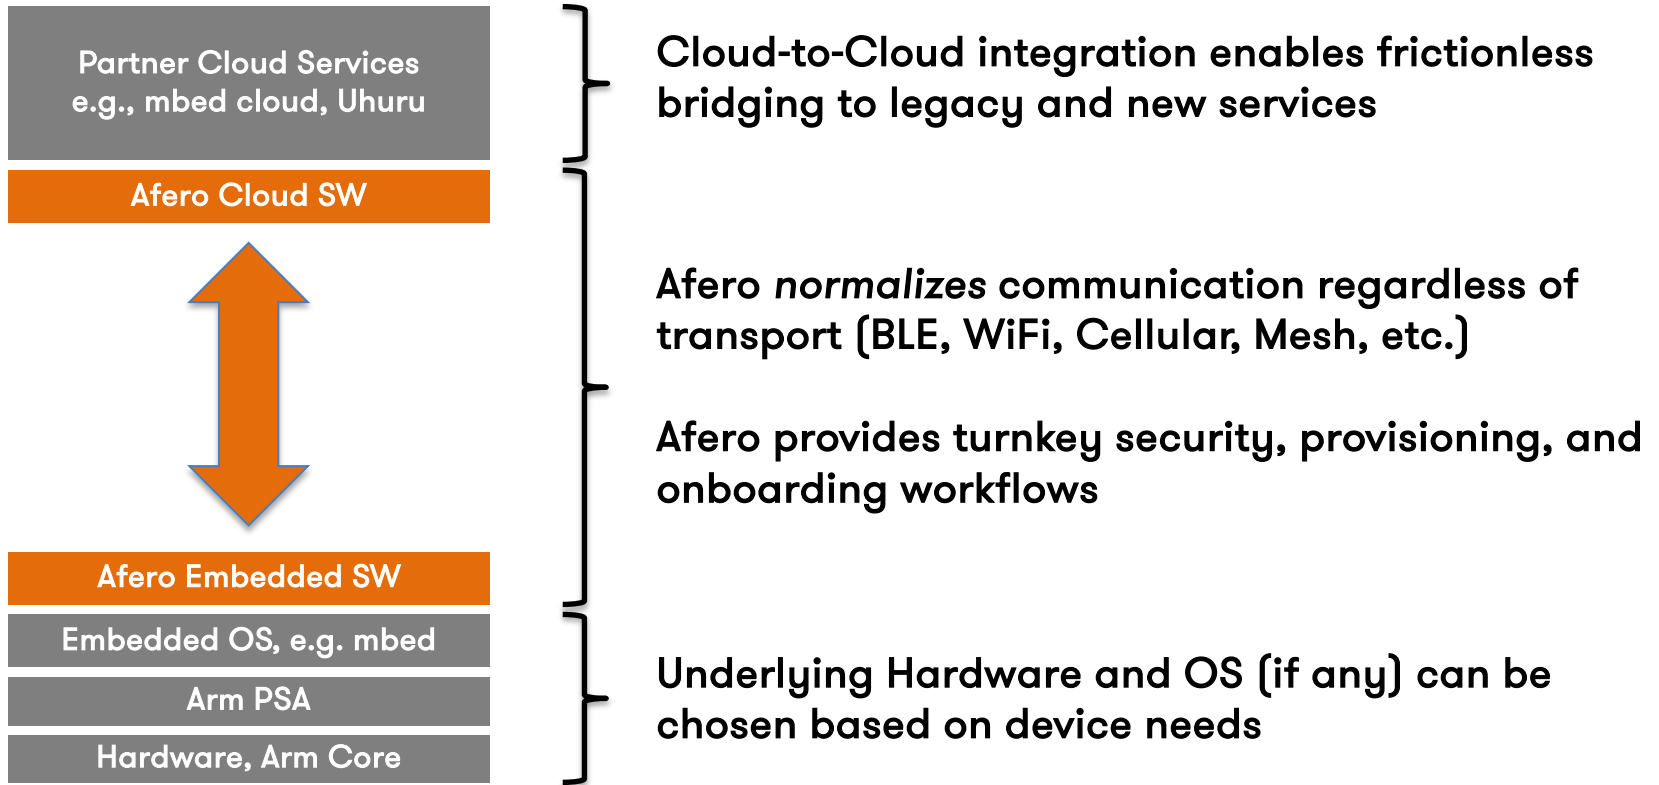 Partner Cloud Services
e.g., mbed cloud, Uhuru
Cloud-to-Cloud integration enables frictionless
bridging to legacy and new services
Afero Cloud SW
Afero normalizes communication regardless of
transport (BLE, WiFi, Cellular, Mesh, etc.)
Afero provides turnkey security, provisioning, and
onboarding workflows
Afero Embedded SW
Embedded OS, e.g. mbed
Arm PSA
Hardware, Arm Core
Underlying Hardware and OS (if any) can be
chosen based on device needs